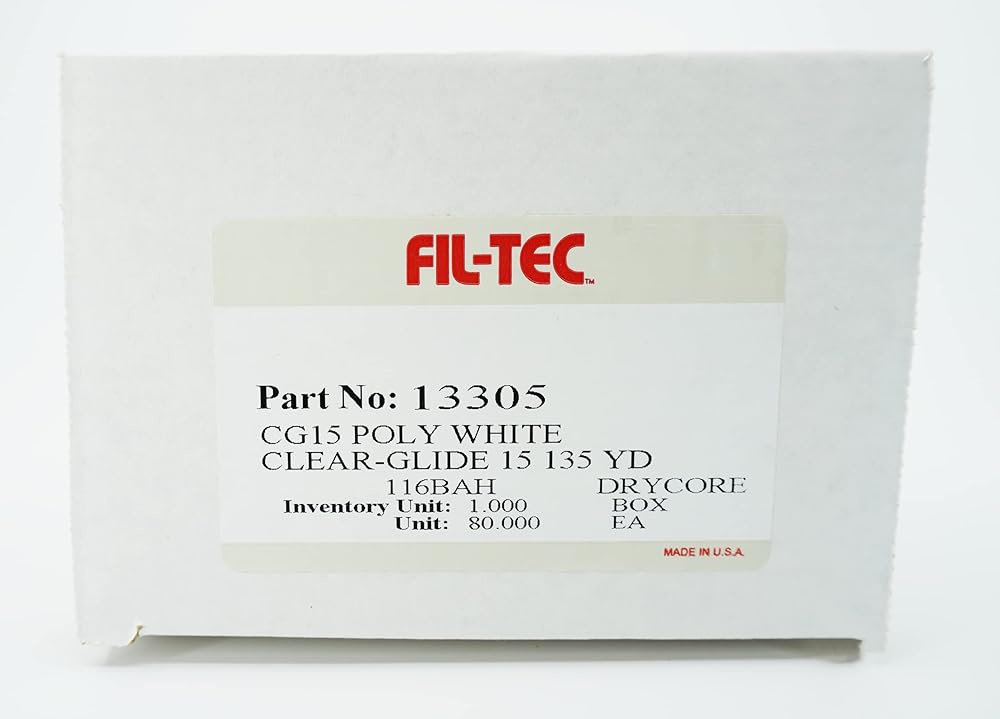 FIL-TEC™
Part No: 13305
CG15 POLY WHITE
CLEAR-GLIDE 15 135 YD
116BAH DRYCORE
Inventory Unit: 1.000 BOX
Unit: 80.000 EA
MADE IN U.S.A.